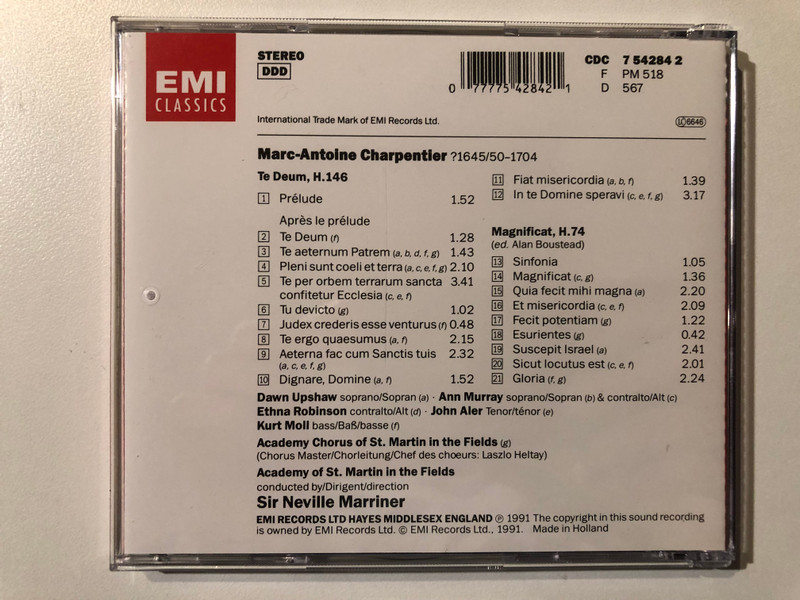 EMI
CLASSICS
STEREO
DDD
0 77775 42842 1
CDC 7 54284 2
F PM 518
D 567
International Trade Mark of EMI Records Ltd.
6646
Marc-Antoine Charpentier ?1645/50–1704
Te Deum, H.146
1 Prélude 1.52
Après le prélude
2 Te Deum (f) 1.28
3 Te aeternum Patrem (a, b, d, f, g) 1.43
4 Pleni sunt coeli et terra (a, c, e, f, g) 2.10
5 Te per orbem terrarum sancta 3.41
confitetur Ecclesia (c, e, f)
6 Tu devicto (g) 1.02
7 Judex crederis esse venturus (f) 0.48
8 Te ergo quaesumus (a, f) 2.15
9 Aeterna fac cum Sanctis tuis 2.32
(a, c, e, f, g)
10 Dignare, Domine (a, f) 1.52
11 Fiat misericordia (a, b, f) 1.39
12 In te Domine speravi (c, e, f, g) 3.17
Magnificat, H.74
(ed. Alan Boustead)
13 Sinfonia 1.05
14 Magnificat (c, g) 1.36
15 Quia fecit mihi magna (a) 2.20
16 Et misericordia (c, e, f) 2.09
17 Fecit potentiam (g) 1.22
18 Esurientes (g) 0.42
19 Suscepit Israel (a) 2.41
20 Sicut locutus est (c, e, f) 2.01
21 Gloria (f, g) 2.24
Dawn Upshaw soprano/Sopran (a) · Ann Murray soprano/Sopran (b) & contralto/Alt (c)
Ethna Robinson contralto/Alt (d) · John Aler Tenor/ténor (e)
Kurt Moll bass/Baß/basse (f)
Academy Chorus of St. Martin in the Fields (g)
(Chorus Master/Chorleitung/Chef des choeurs: Laszlo Heltay)
Academy of St. Martin in the Fields
conducted by/Dirigent/direction
Sir Neville Marriner
EMI RECORDS LTD HAYES MIDDLESEX ENGLAND ℗ 1991 The copyright in this sound recording
is owned by EMI Records Ltd. © EMI Records Ltd., 1991. Made in Holland